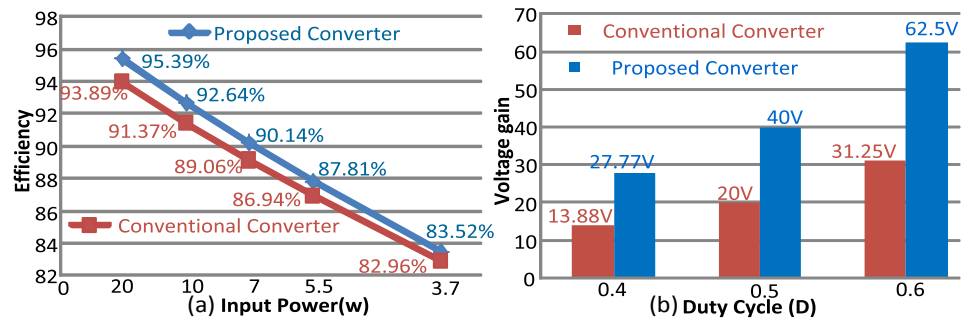 98
96
94
92
90
88
86
84
82
Efficiency
Proposed Converter
95.39%
92.64%
90.14%
87.81%
83.52%
93.89%
91.37%
89.06%
86.94%
82.96%
Conventional Converter
0 20 10 7 5.5 3.7
(a) Input Power(w)
70
60
50
40
30
20
10
0
Voltage gain
Conventional Converter
Proposed Converter
13.88V
27.77V
20V
40V
31.25V
62.5V
0.4 0.5 0.6
(b) Duty Cycle (D)